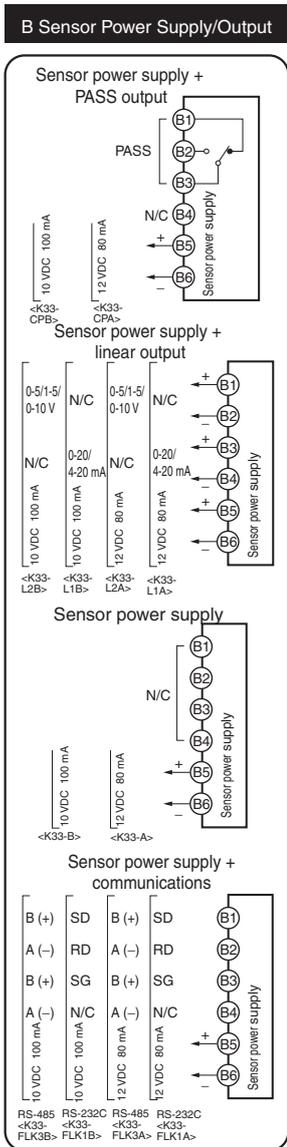 B Sensor Power Supply/Output
Sensor power supply +
PASS output
B1
PASS
B2
B3
N/C
B4
+
B5
B6
−
Sensor power supply
10 VDC 100 mA
12 VDC 80 mA
<K33-
CPB>
<K33-
CPA>
Sensor power supply +
linear output
0-5/1-5/
0-10 V
N/C
0-5/1-5/
0-10 V
N/C
N/C
0-20/
4-20 mA
N/C
0-20/
4-20 mA
10 VDC 100 mA
10 VDC 100 mA
12 VDC 80 mA
12 VDC 80 mA
+
B1
−
B2
+
B3
−
B4
+
B5
−
B6
Sensor power supply
<K33-
L2B>
<K33-
L1B>
<K33-
L2A>
<K33-
L1A>
Sensor power supply
B1
B2
N/C
B3
B4
+
B5
B6
−
Sensor power supply
10 VDC 100 mA
12 VDC 80 mA
<K33-B>
<K33-A>
Sensor power supply +
communications
B (+) SD B (+) SD
B1
A (−) RD A (−) RD
B2
B (+) SG B (+) SG
B3
A (−) N/C A (−) N/C
B4
+
B5
−
B6
Sensor power supply
10 VDC 100 mA
10 VDC 100 mA
12 VDC 80 mA
12 VDC 80 mA
RS-485
<K33-
FLK3B>
RS-232C
<K33-
FLK1B>
RS-485
<K33-
FLK3A>
RS-232C
<K33-
FLK1A>